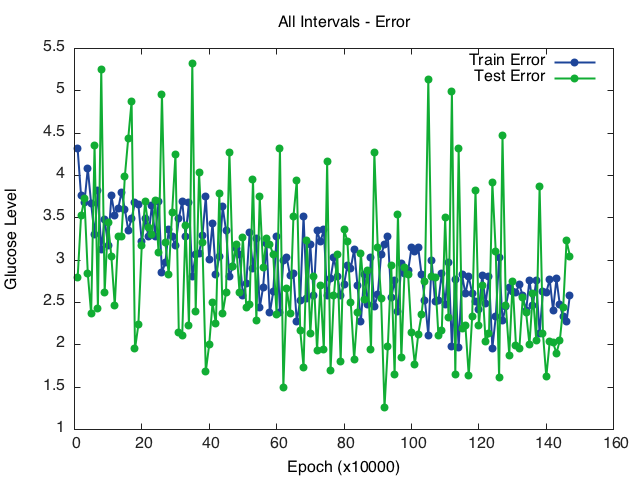 All Intervals - Error
Train Error
Test Error
Glucose Level
5.5
5
4.5
4
3.5
3
2.5
2
1.5
1
0 20 40 60 80 100 120 140 160
Epoch (x10000)